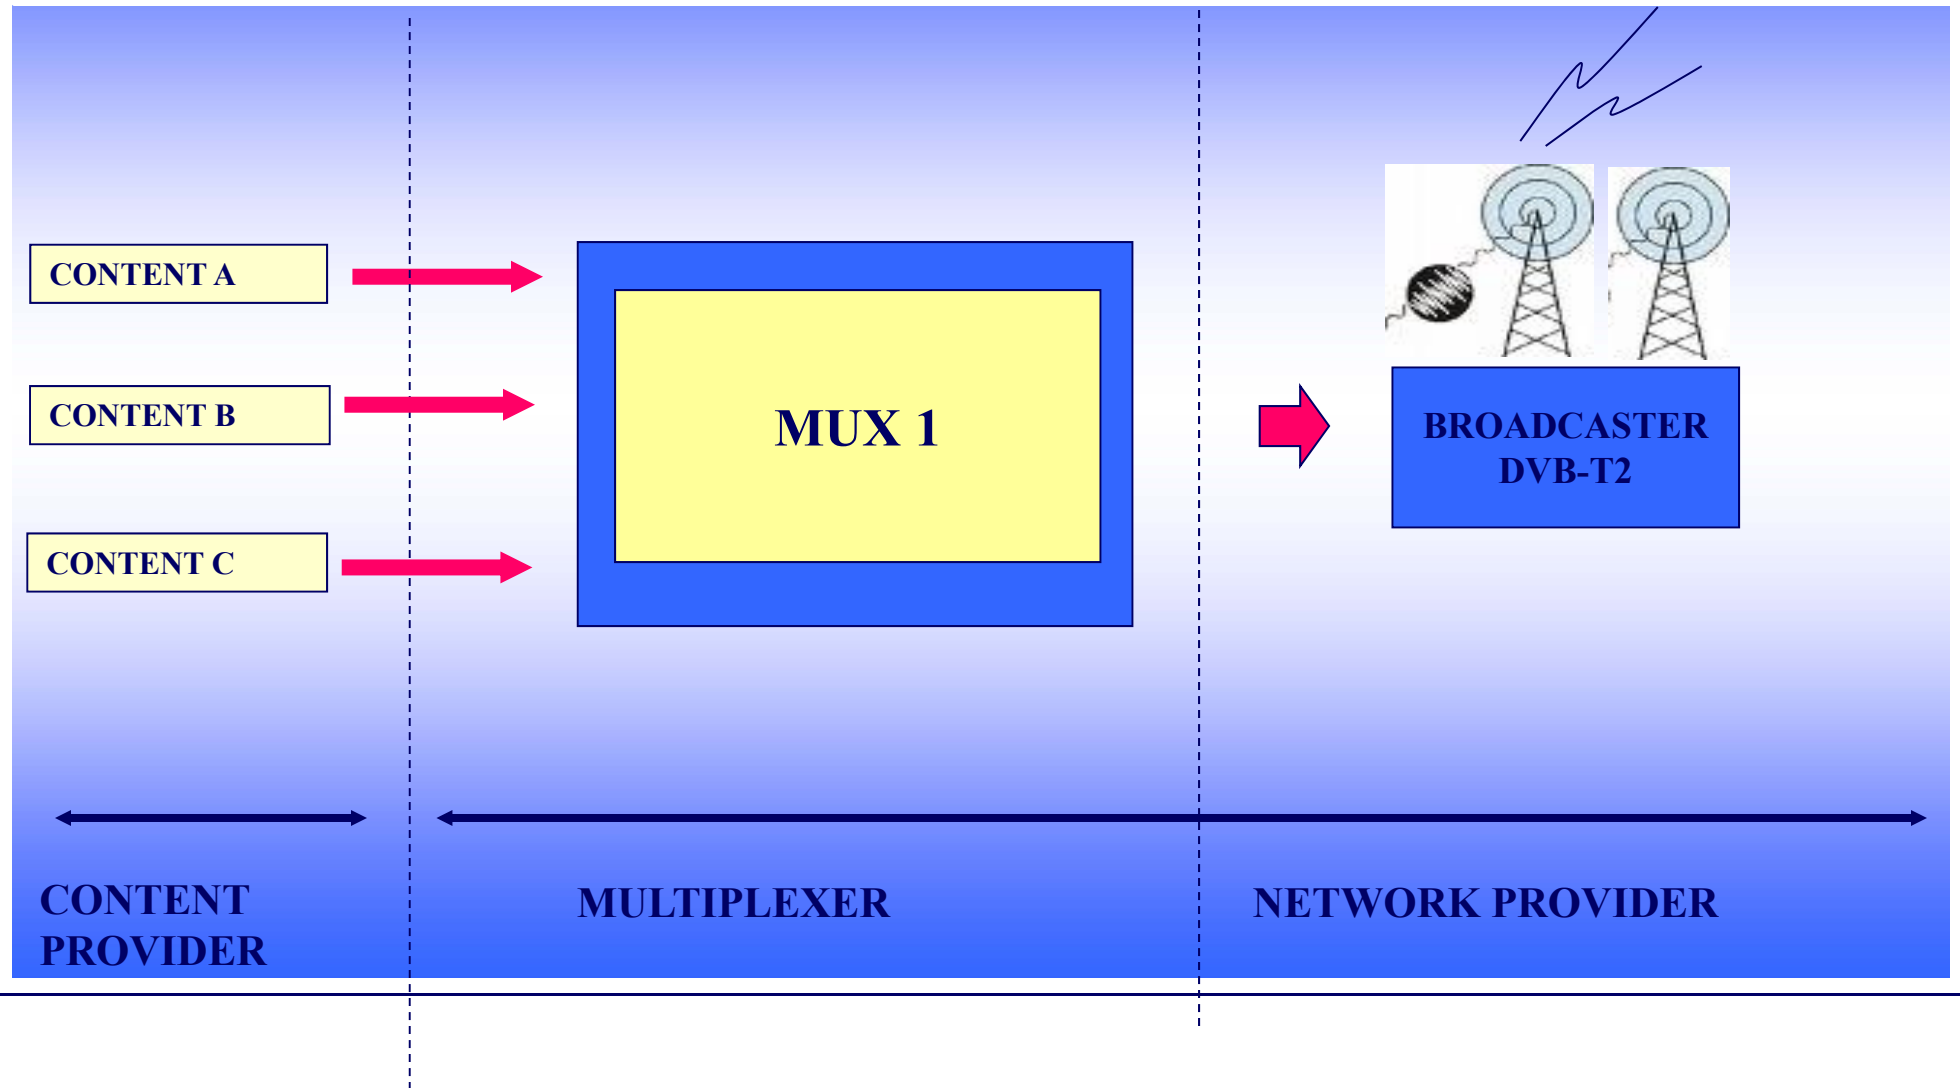 CONTENT A
CONTENT B
CONTENT C
MUX 1
BROADCASTER
DVB-T2
CONTENT
PROVIDER
MULTIPLEXER
NETWORK PROVIDER